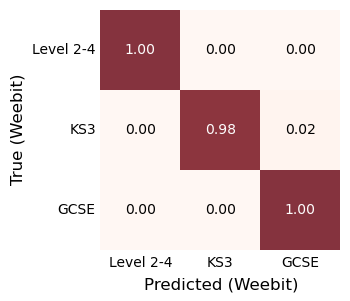 Level 2-4 1.00 0.00 0.00
KS3 0.00 0.98 0.02
GCSE 0.00 0.00 1.00
Level 2-4 KS3 GCSE
Predicted (Weebit)
True (Weebit)